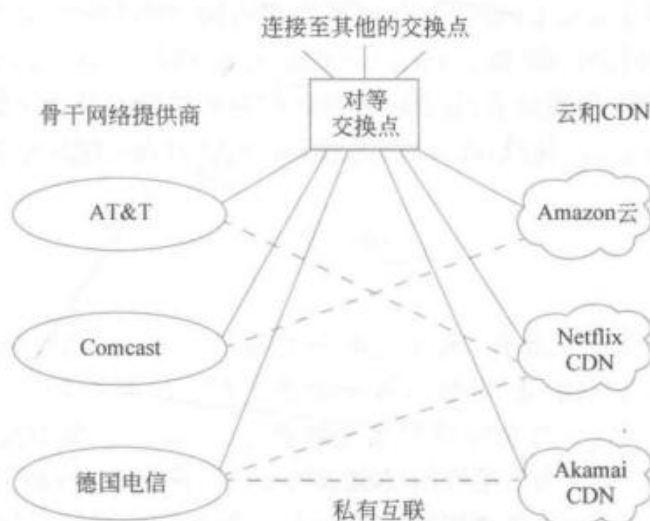 连接至其他的交换点
对等
交换点
骨干网络提供商
云和CDN
AT&T
Amazon云
Comcast
Netflix
CDN
德国电信
Akamai
CDN
私有互联